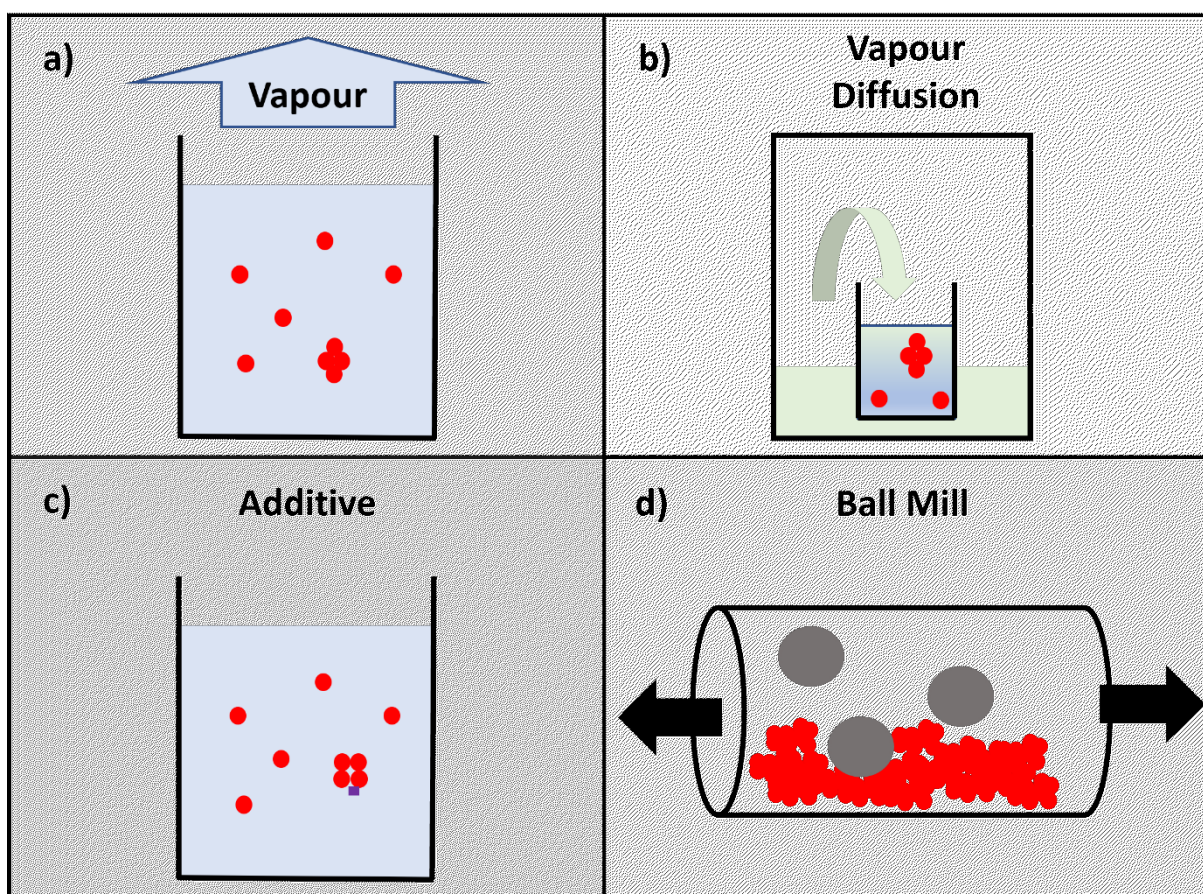 a)
Vapour
b)
Vapour
Diffusion
c)
Additive
d)
Ball Mill